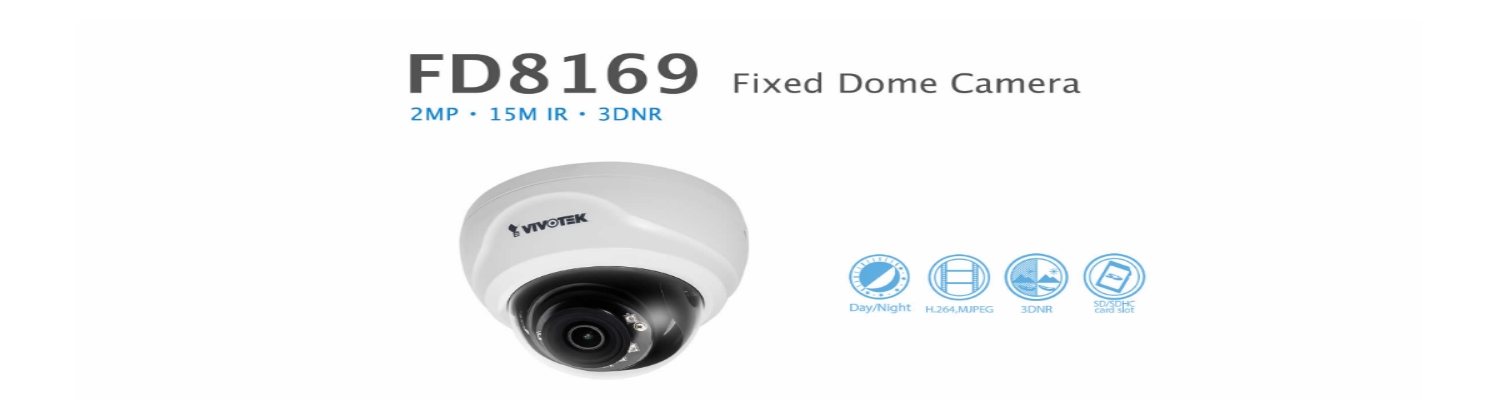 FD8169 Fixed Dome Camera
2MP • 15M IR • 3DNR
VIVOTEK
Day/Night
H.264,MJPEG
3DNR
SD/SDHC
card slot